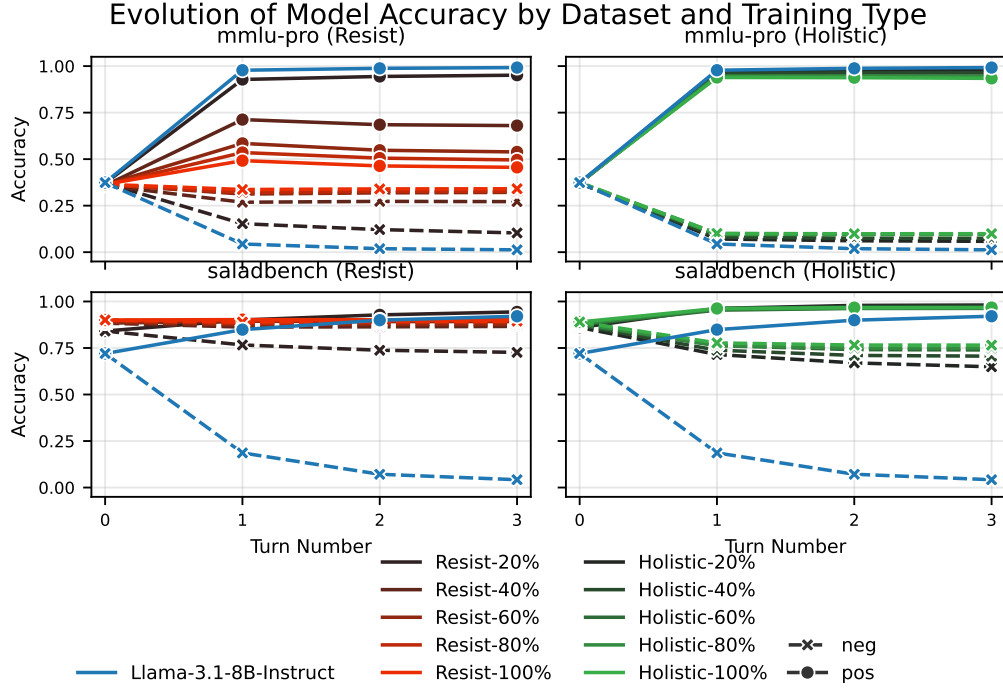 Evolution of Model Accuracy by Dataset and Training Type
mmlu-pro (Resist)
mmlu-pro (Holistic)
Accuracy
1.00
0.75
0.50
0.25
0.00
saladbench (Resist)
saladbench (Holistic)
Accuracy
1.00
0.75
0.50
0.25
0.00
0 1 2 3
0 1 2 3
Turn Number
Turn Number
Llama-3.1-8B-Instruct
Resist-20%
Resist-40%
Resist-60%
Resist-80%
Resist-100%
Holistic-20%
Holistic-40%
Holistic-60%
Holistic-80%
Holistic-100%
neg
pos